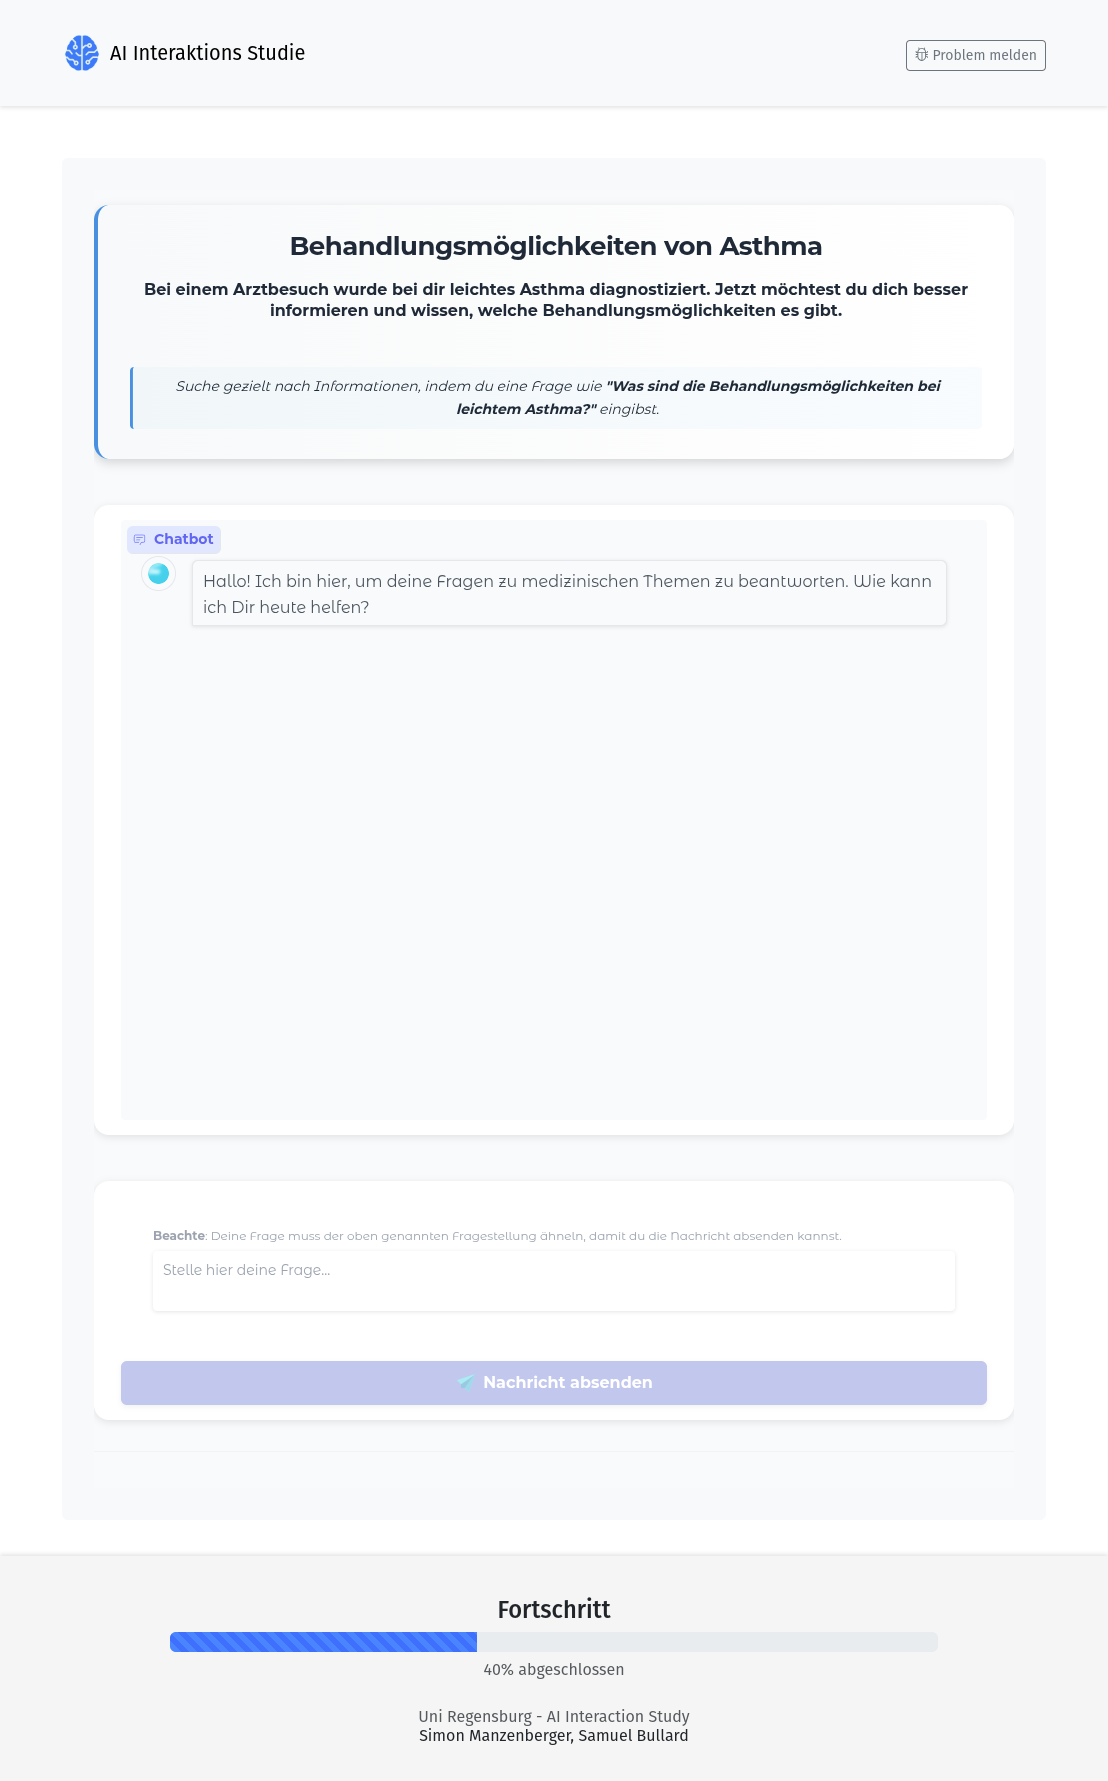 AI Interaktions Studie
Problem melden
Behandlungsmöglichkeiten von Asthma
Bei einem Arztbesuch wurde bei dir leichtes Asthma diagnostiziert. Jetzt möchtest du dich besser
informieren und wissen, welche Behandlungsmöglichkeiten es gibt.
Suche gezielt nach Informationen, indem du eine Frage wie "Was sind die Behandlungsmöglichkeiten bei
leichtem Asthma?" eingibst.
Chatbot
Hallo! Ich bin hier, um deine Fragen zu medizinischen Themen zu beantworten. Wie kann
ich Dir heute helfen?
Beachte: Deine Frage muss der oben genannten Fragestellung ähneln, damit du die Nachricht absenden kannst.
Stelle hier deine Frage...
Nachricht absenden
Fortschritt
40% abgeschlossen
Uni Regensburg - AI Interaction Study
Simon Manzenberger, Samuel Bullard